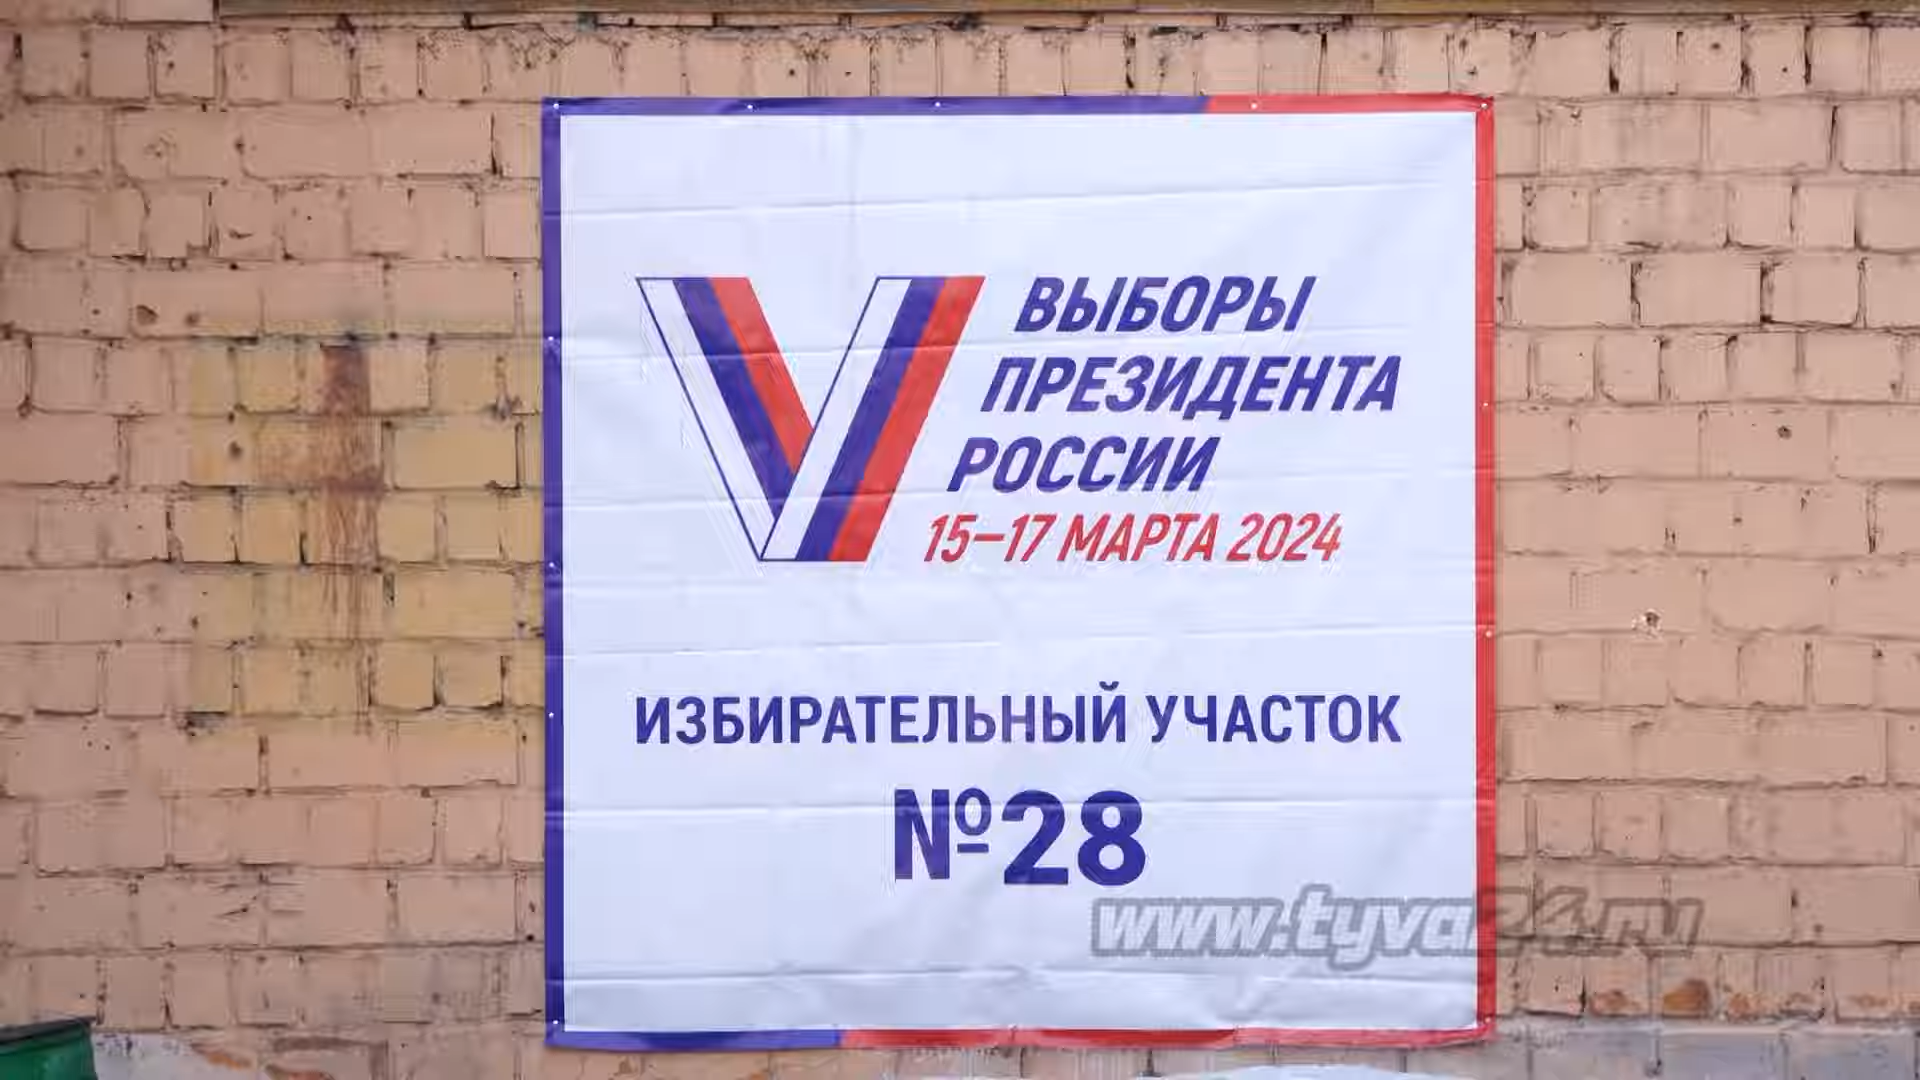 ВЫБОРЫ
ПРЕЗИДЕНТА
РОССИИ
15–17 МАРТА 2024
ИЗБИРАТЕЛЬНЫЙ УЧАСТОК
№28
www.tyva24.ru